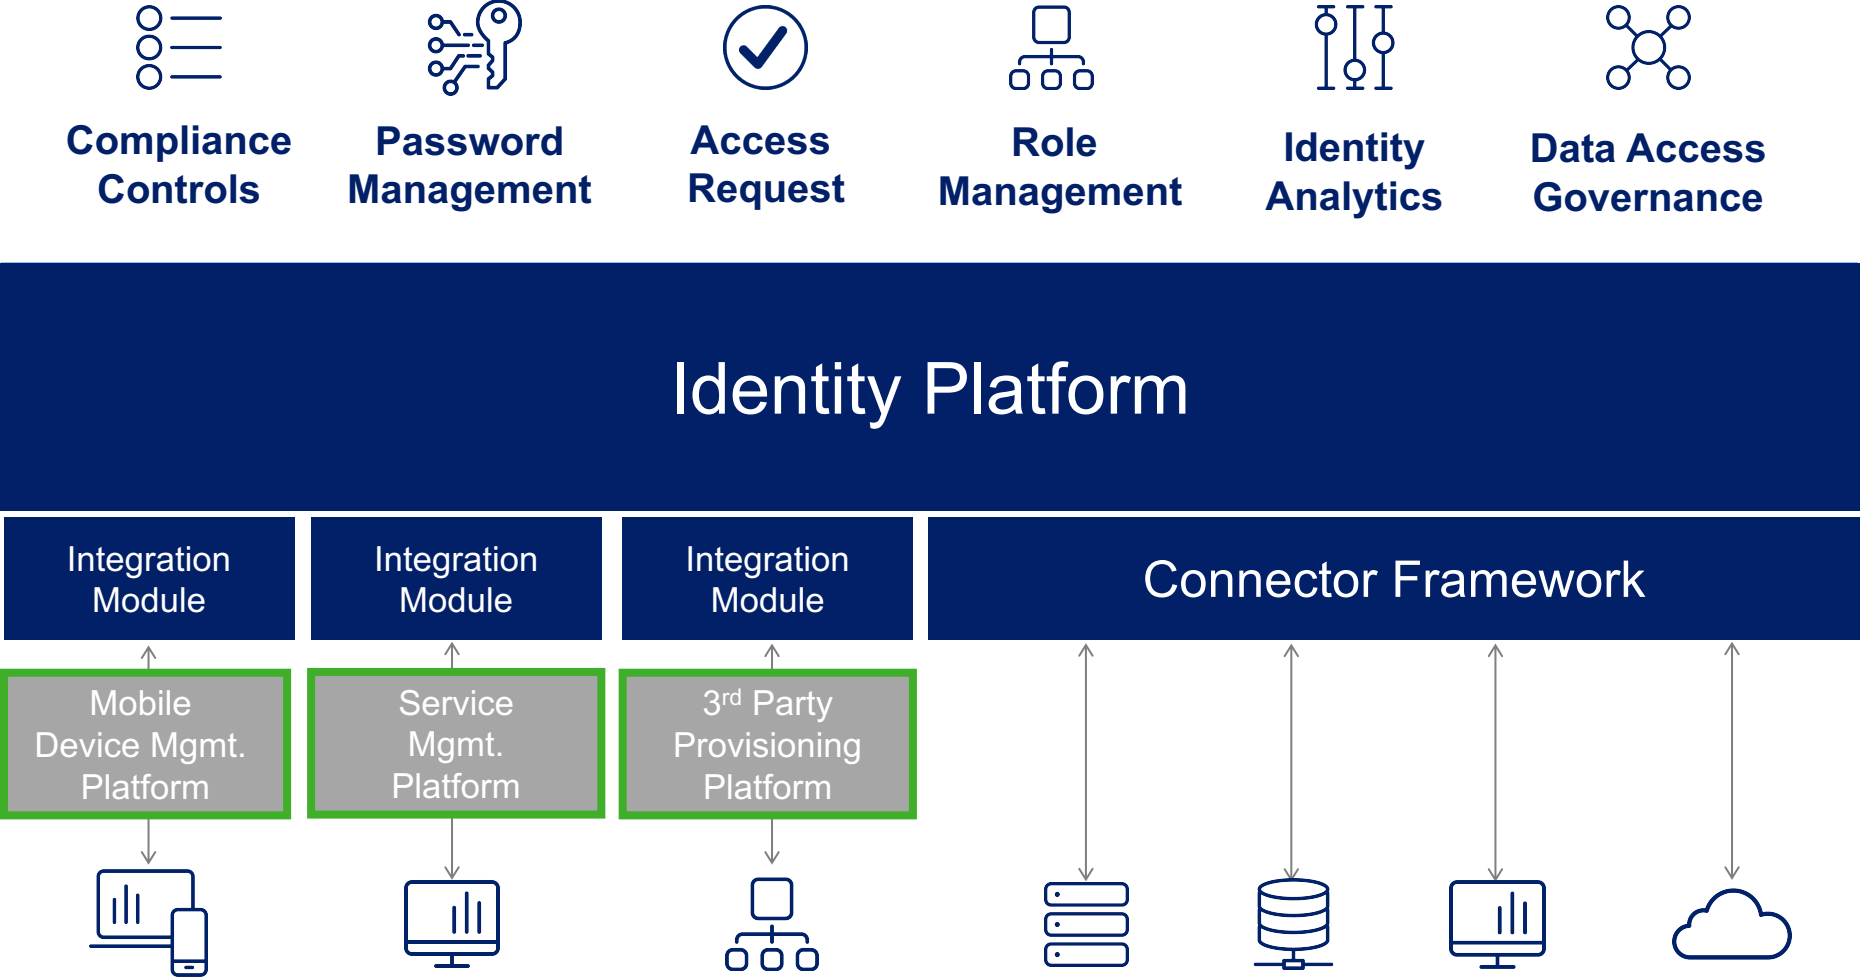 Compliance
Controls
Password
Management
Access
Request
Role
Management
Identity
Analytics
Data Access
Governance
Identity Platform
Integration
Module
Integration
Module
Integration
Module
Connector Framework
Mobile
Device Mgmt.
Platform
Service
Mgmt.
Platform
3rd Party
Provisioning
Platform